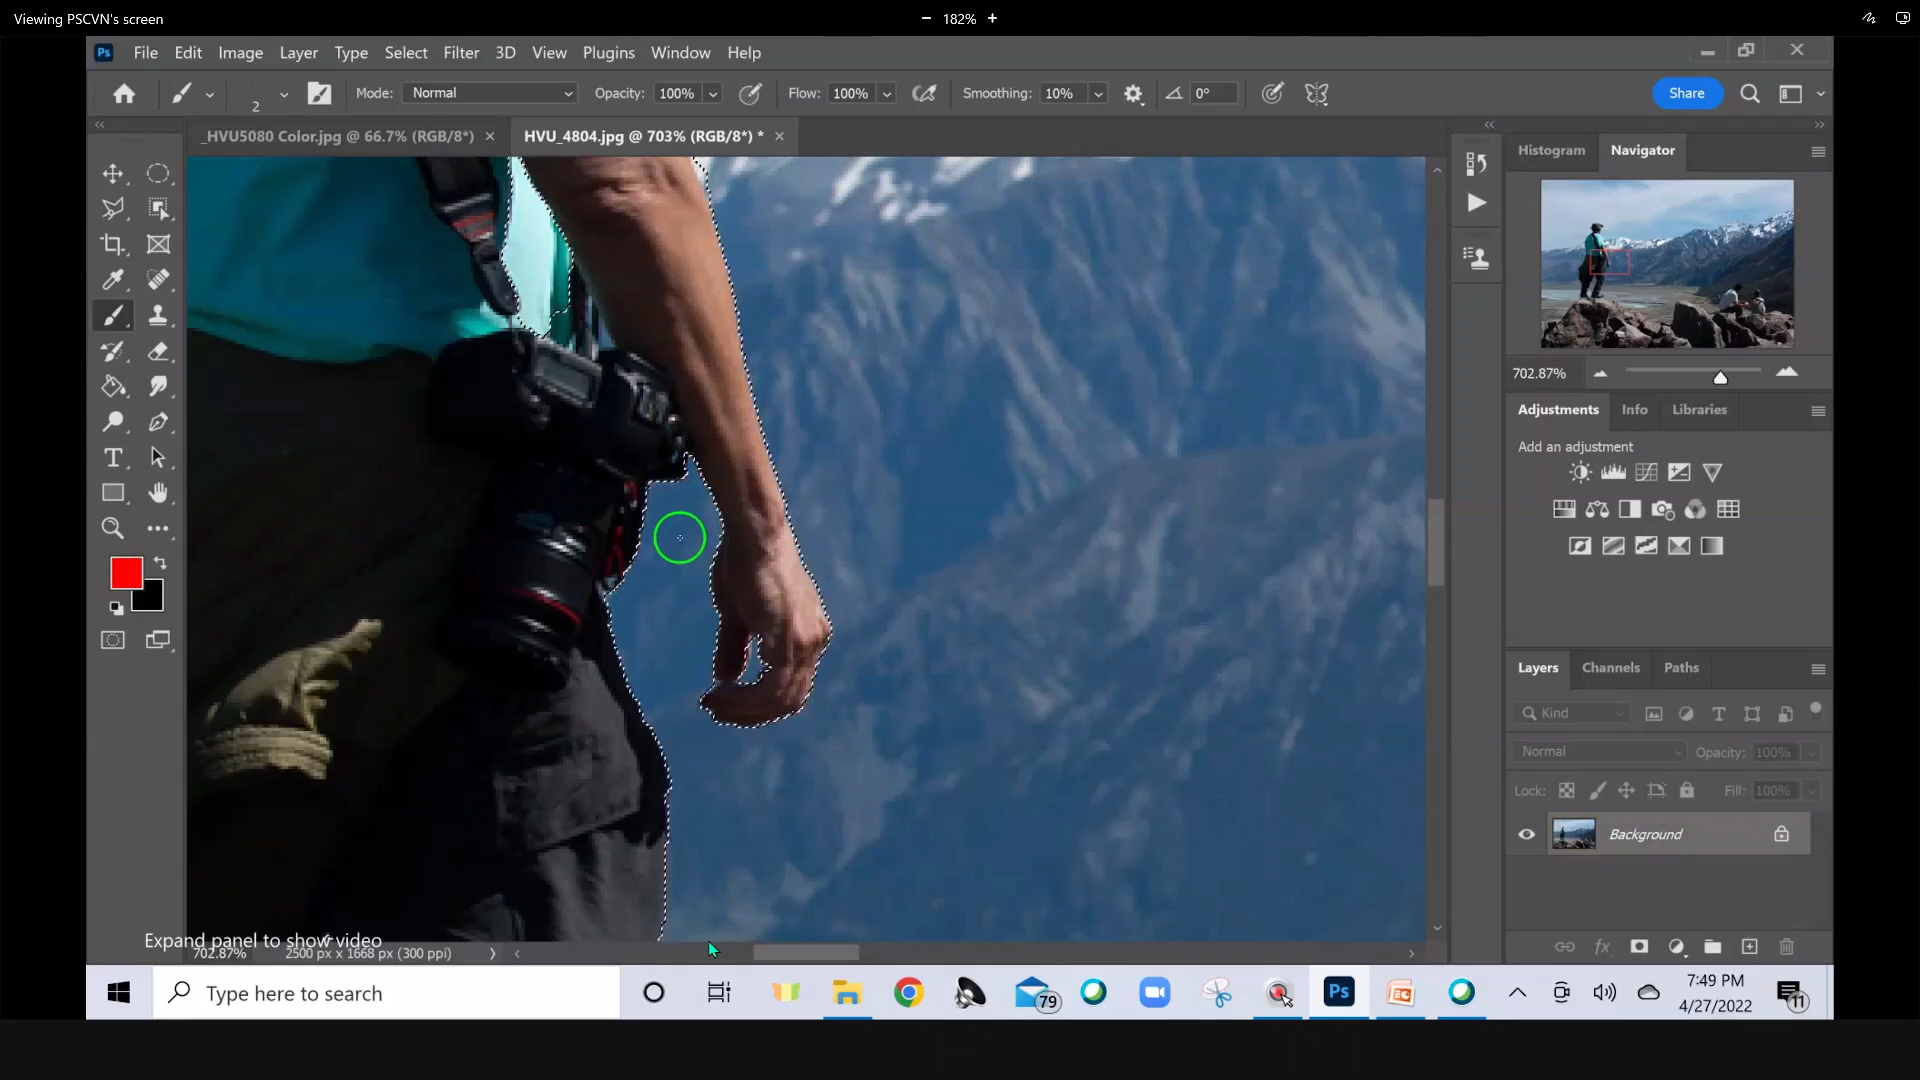 Viewing PSCVN's screen
182%
Ps File Edit Image Layer Type Select Filter 3D View Plugins Window Help
2 Mode: Normal Opacity: 100% Flow: 100% Smoothing: 10% 0° Share
_HVU5080 Color.jpg @ 66.7% (RGB/8*) HVU_4804.jpg @ 703% (RGB/8*) *
Histogram Navigator
702.87%
Adjustments Info Libraries
Add an adjustment
Layers Channels Paths
Kind
Normal Opacity: 100%
Lock: Fill: 100%
Background
Expand panel to show video
702.87% 2500 px x 1668 px (300 ppi)
Type here to search
79
Ps
7:49 PM
4/27/2022
11